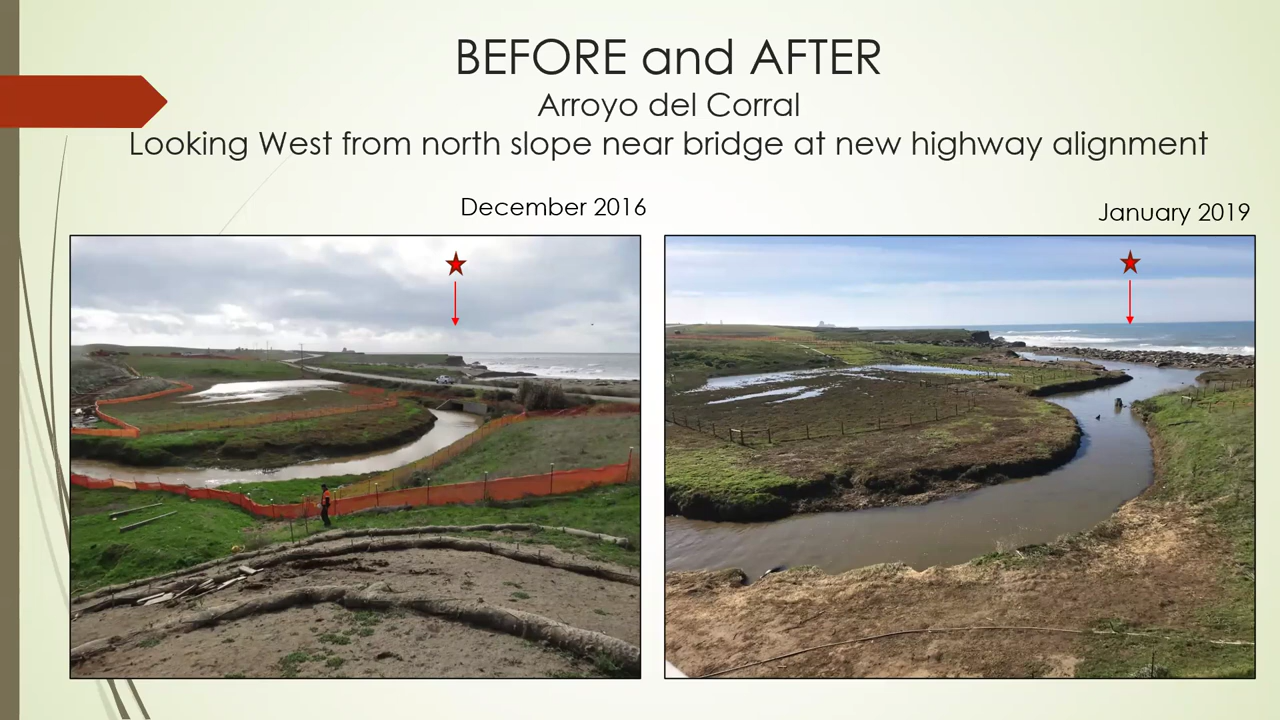 BEFORE and AFTER
Arroyo del Corral
Looking West from north slope near bridge at new highway alignment
December 2016
January 2019